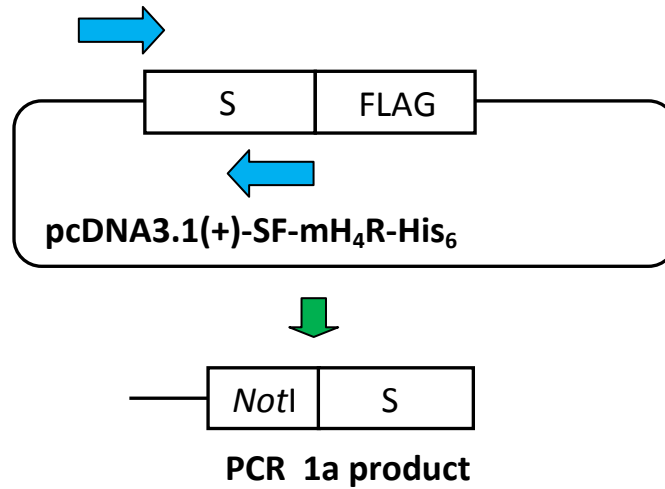 S FLAG
pcDNA3.1(+)-SF-mH₄R-His₆
NotI S
PCR 1a product